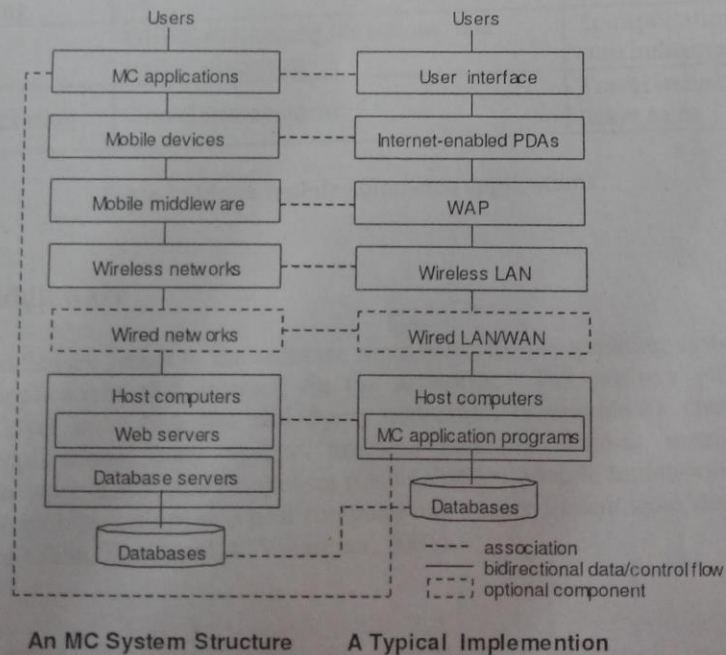 Users
MC applications
Mobile devices
Mobile middleware
Wireless networks
Wired networks
Host computers
Web servers
Database servers
Databases
Users
User interface
Internet-enabled PDAs
WAP
Wireless LAN
Wired LAN/WAN
Host computers
MC application programs
Databases
association
bidirectional data/control flow
optional component
An MC System Structure
A Typical Implemention